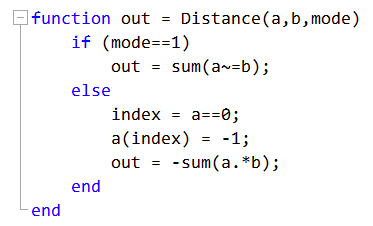 function out = Distance(a,b,mode)
    if (mode==1)
        out = sum(a~=b);
    else
        index = a==0;
        a(index) = -1;
        out = -sum(a.*b);
    end
end